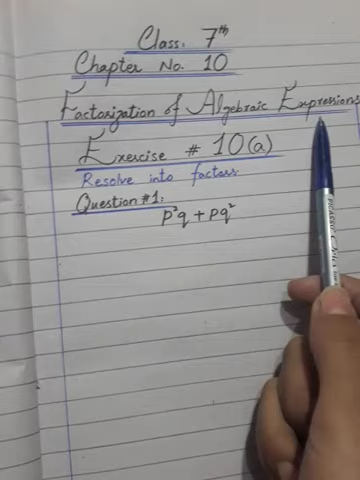 Class: 7th
Chapter No. 10
Factorization of Algebraic Expressions
Exercise # 10(a)
Resolve into factors.
Question #1:
p²q + pq²